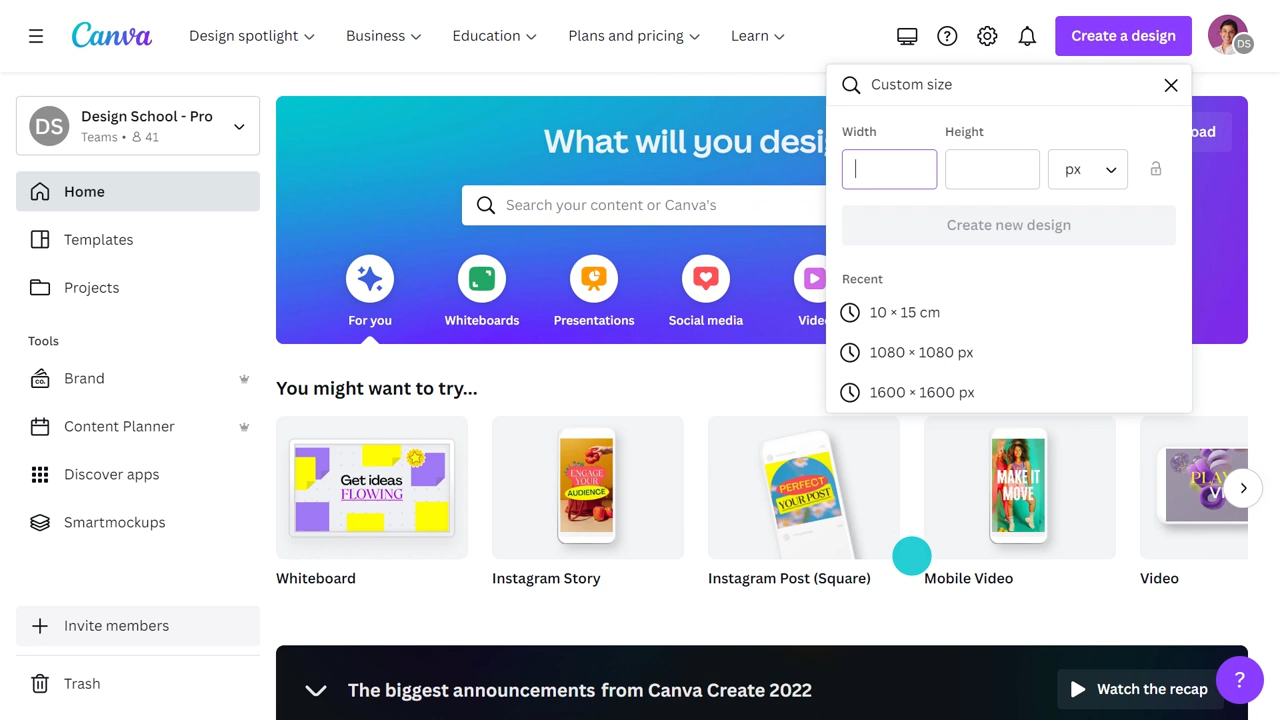 Canva
Design spotlight
Business
Education
Plans and pricing
Learn
Create a design
DS
DS
Design School - Pro
Teams • 41
Home
Templates
Projects
Tools
Brand
CO.
Content Planner
Discover apps
Smartmockups
Invite members
Trash
What will you desi
Search your content or Canva's
For you
Whiteboards
Presentations
Social media
Video
oad
Custom size
Width
Height
px
Create new design
Recent
10 × 15 cm
1080 × 1080 px
1600 × 1600 px
You might want to try...
Get ideas
FLOWING
Whiteboard
ENGAGE
YOUR
AUDIENCE
Instagram Story
PERFECT
YOUR POST
Instagram Post (Square)
MAKE IT
MOVE
Mobile Video
Video
The biggest announcements from Canva Create 2022
Watch the recap
?